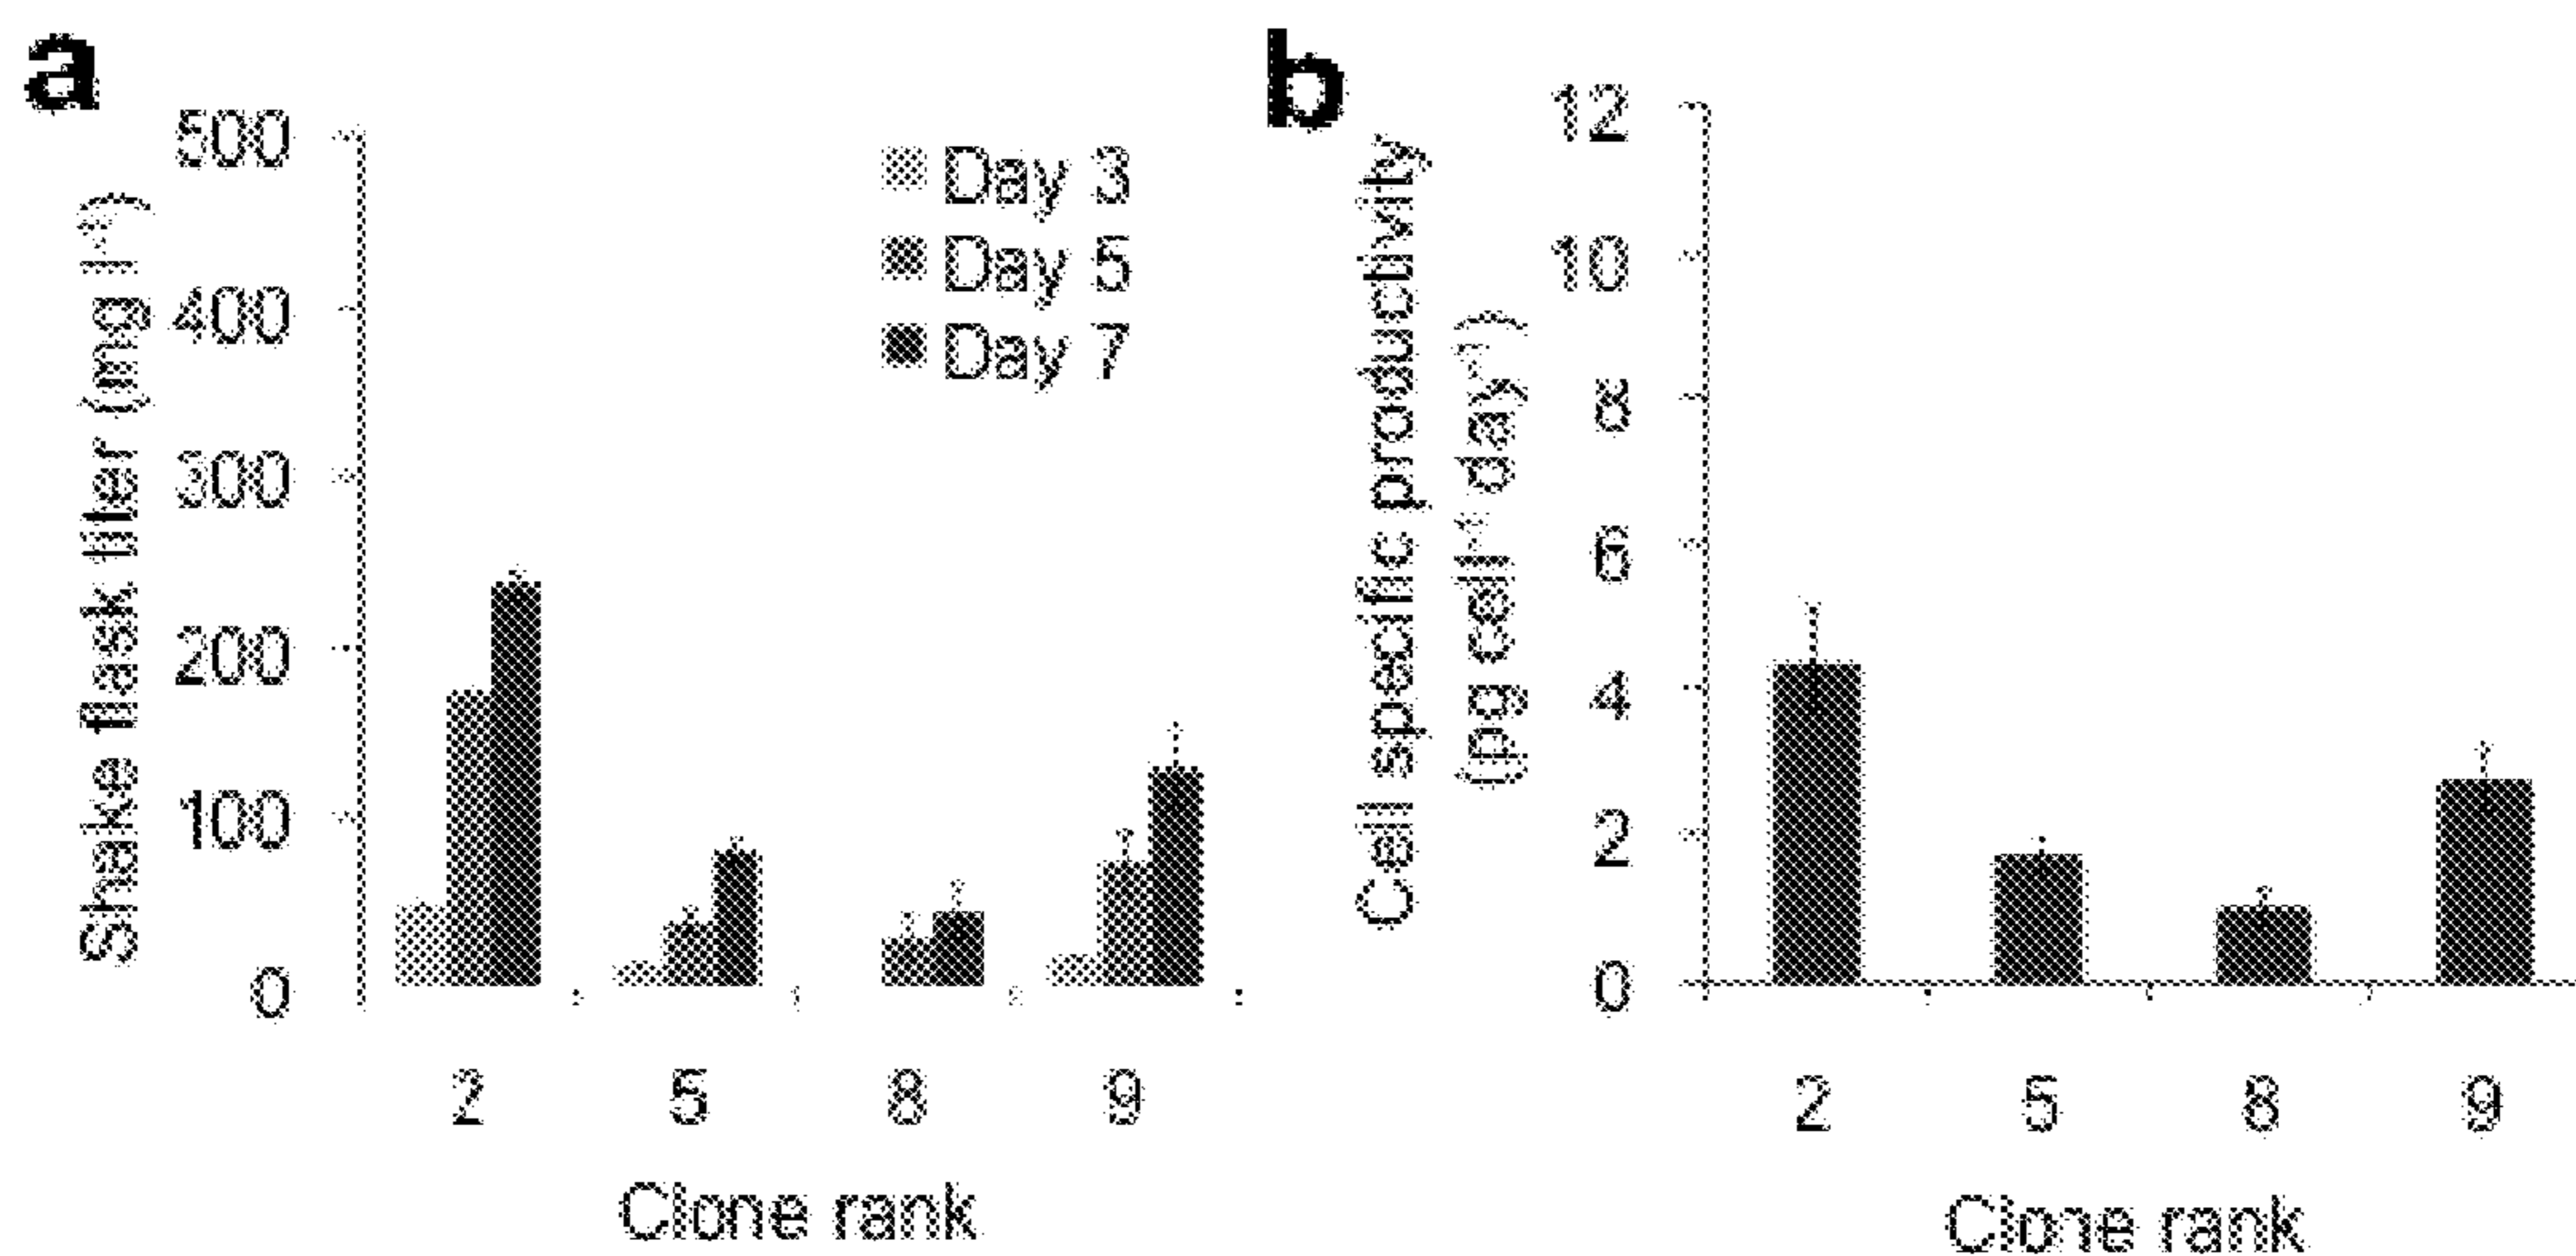 a
500
400
300
200
100
0
Shake flask titer (mg l⁻¹)
Day 3
Day 5
Day 7
2 5 8 9
Clone rank
b
12
10
8
6
4
2
0
Cell specific productivity
(pg cell⁻¹ day⁻¹)
2 5 8 9
Clone rank